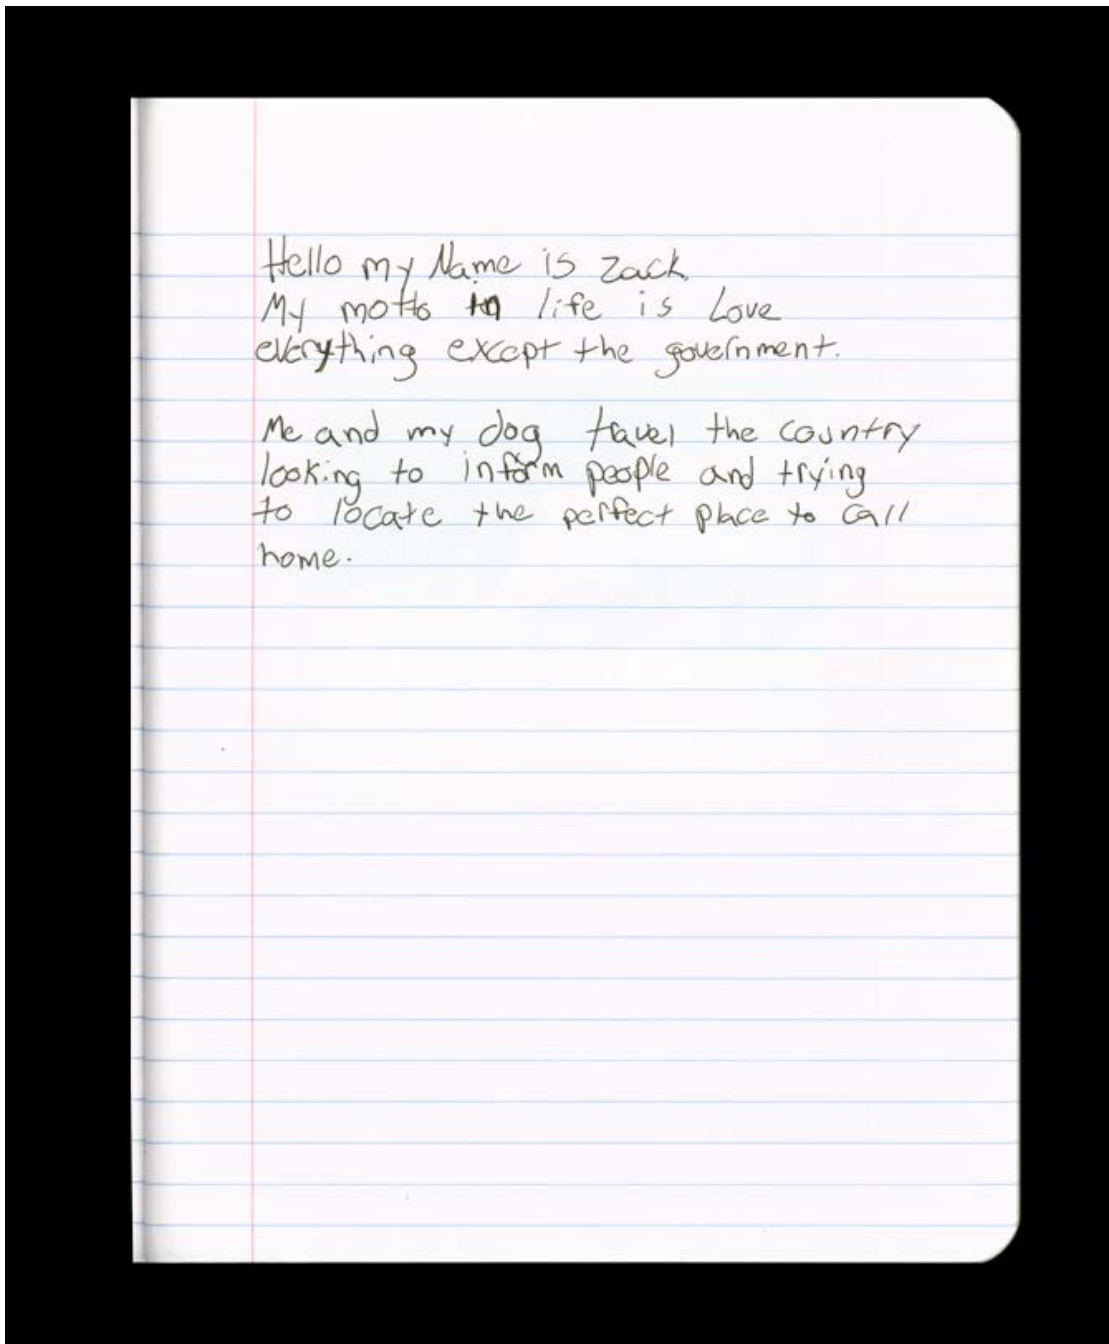 Hello my Name is Zack
My motto in life is Love
everything except the government.
Me and my dog tavel the country
looking to inform people and trying
to locate the perfect place to call
home.